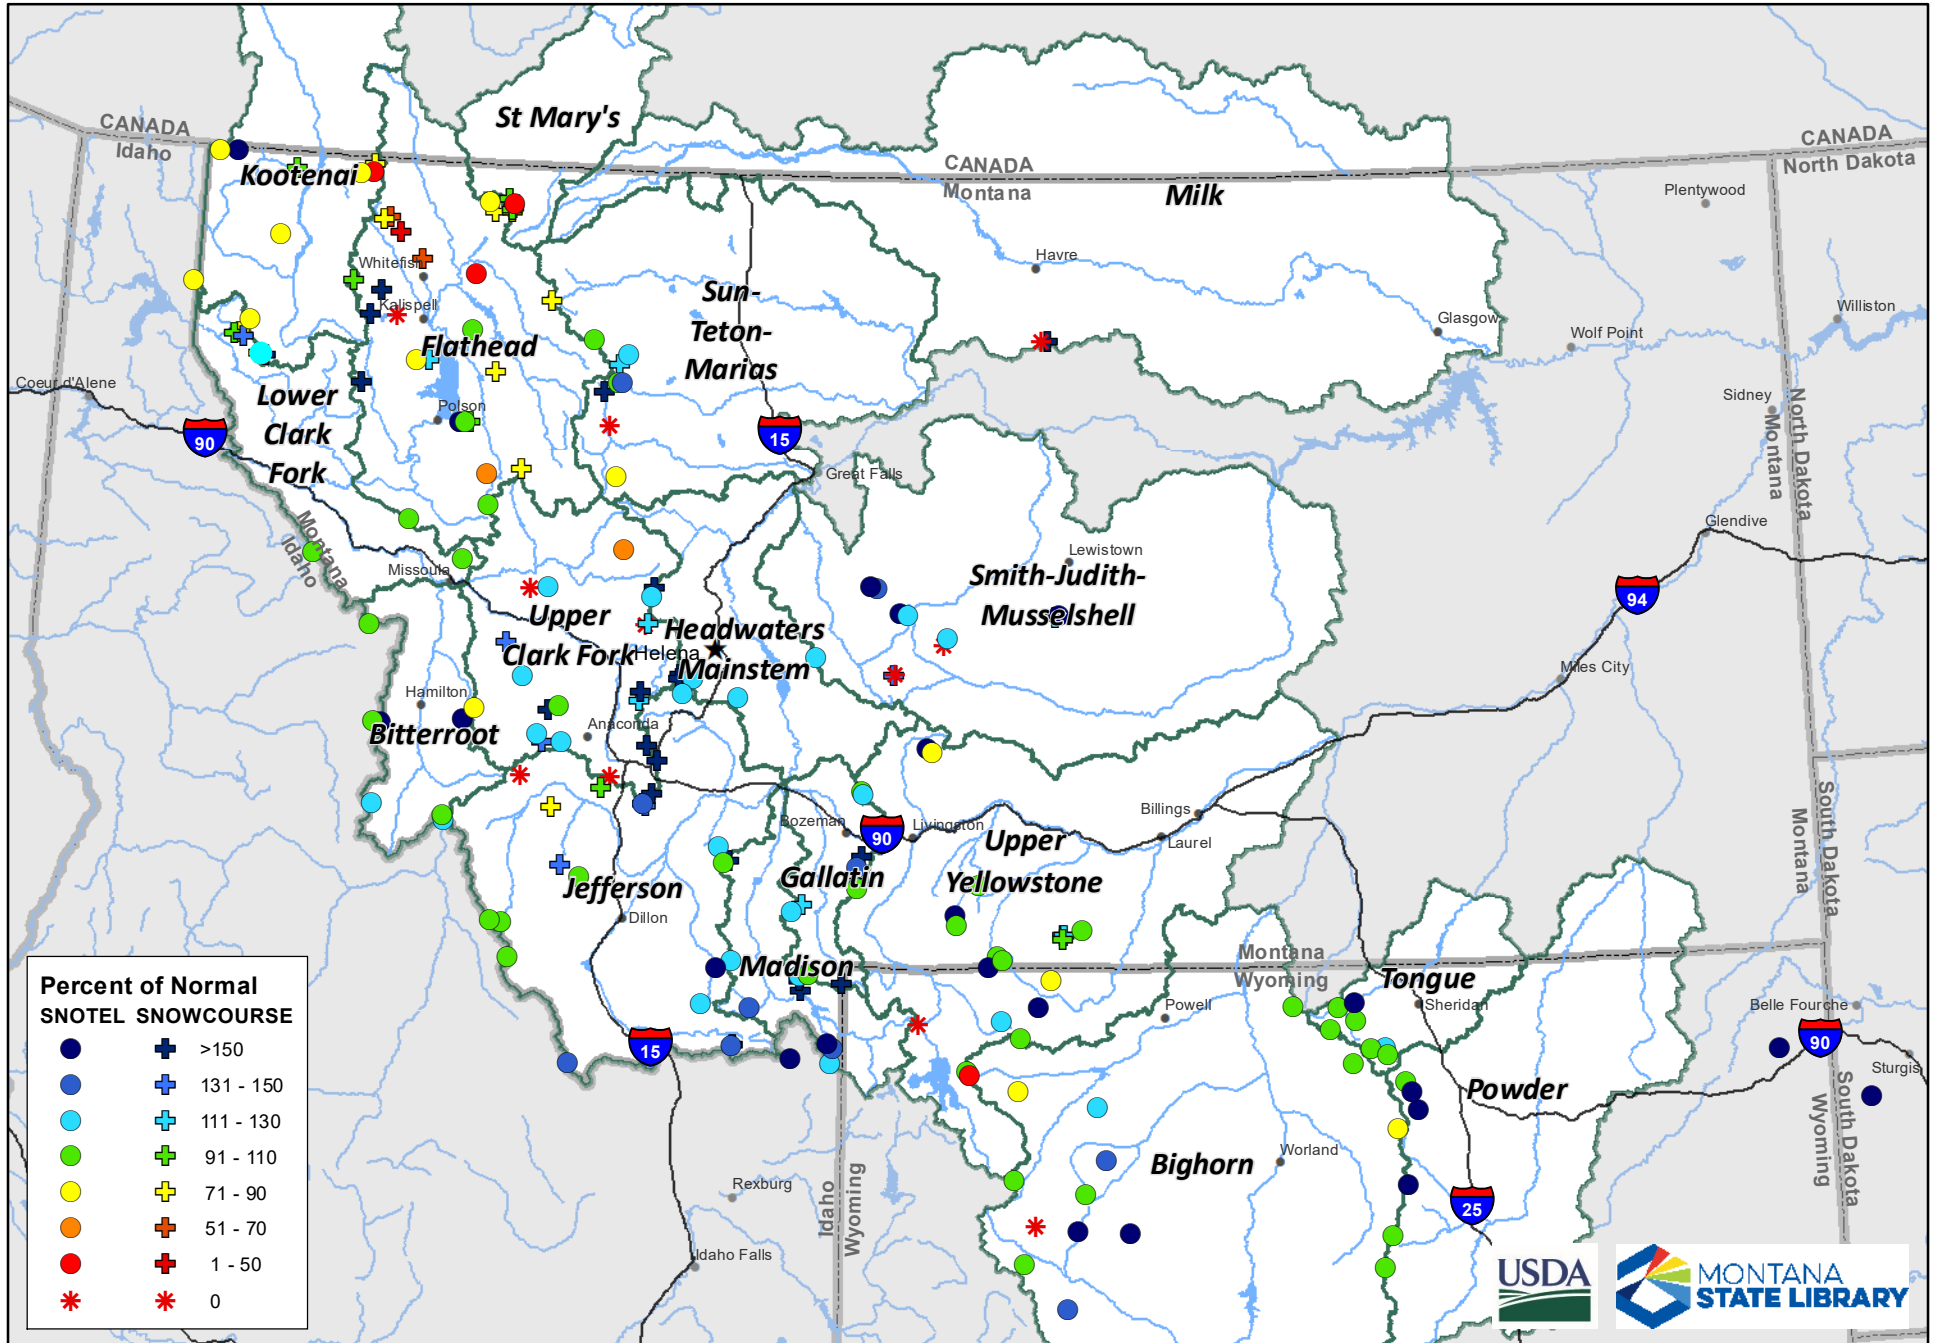 CANADA
Idaho
St Mary's
CANADA
Montana
CANADA
North Dakota
Kootenai
Milk
Plentywood
Whitefish
Havre
Kalispell
Sun-
Teton-
Marias
Williston
Glasgow
Wolf Point
Flathead
Coeur d'Alene
Lower
Clark
Fork
Polson
Sidney
North Dakota
Montana
90
15
Great Falls
Montana
Idaho
Glendive
Missoula
Lewistown
Smith-Judith-
Musselshell
94
Upper
Clark Fork
Headwaters
Mainstem
Helena
Miles City
Hamilton
Bitterroot
Anaconda
Billings
South Dakota
Montana
Bozeman
90
Livingston
Laurel
Upper
Yellowstone
Gallatin
Jefferson
Dillon
Madison
Montana
Wyoming
Tongue
Powell
Sheridan
Belle Fourche
15
90
Sturgis
Powder
South Dakota
Wyoming
Bighorn
Worland
Rexburg
Idaho
Wyoming
25
Idaho Falls
Percent of Normal
SNOTEL SNOWCOURSE
>150
131 - 150
111 - 130
91 - 110
71 - 90
51 - 70
1 - 50
0
USDA
MONTANA
STATE LIBRARY